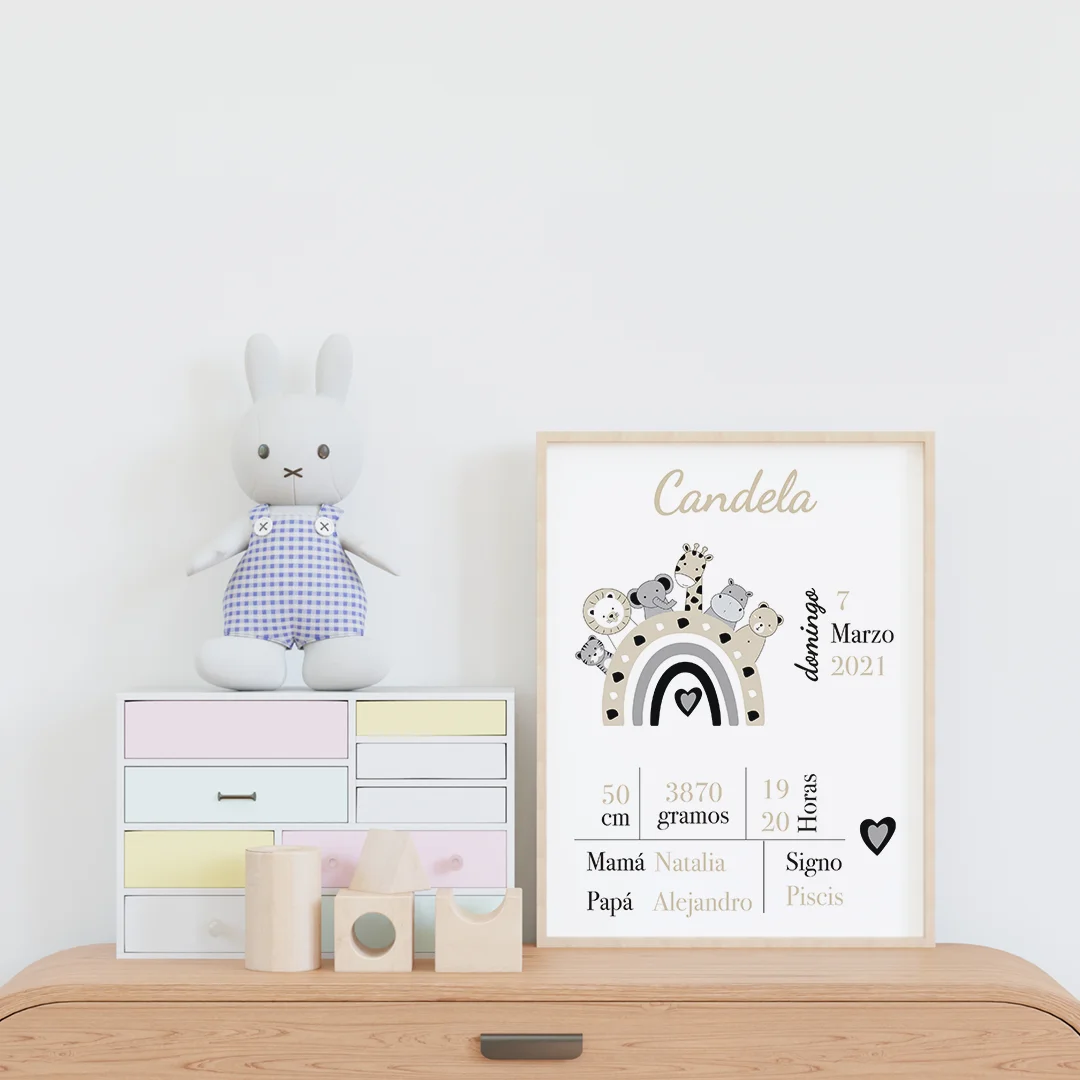 Candela
domingo
7
Marzo
2021
50
cm
3870
gramos
19
20
Horas
Mamá Natalia
Papá Alejandro
Signo
Piscis